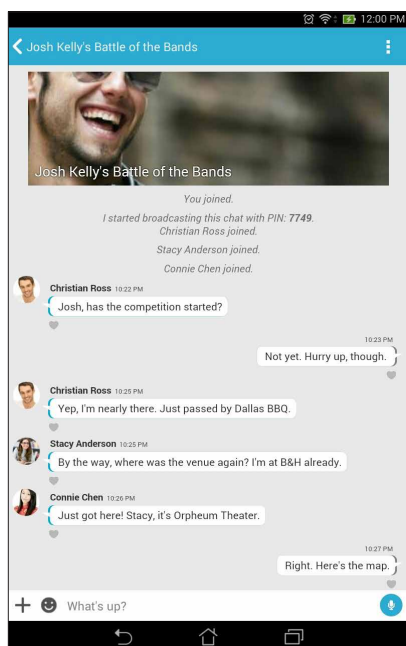 12:00 PM
Josh Kelly's Battle of the Bands
Josh Kelly's Battle of the Bands
You joined.
I started broadcasting this chat with PIN: 7749.
Christian Ross joined.
Stacy Anderson joined.
Connie Chen joined.
Christian Ross 10:22 PM
Josh, has the competition started?
10:23 PM
Not yet. Hurry up, though.
Christian Ross 10:25 PM
Yep, I'm nearly there. Just passed by Dallas BBQ.
Stacy Anderson 10:25 PM
By the way, where was the venue again? I'm at B&H already.
Connie Chen 10:26 PM
Just got here! Stacy, it's Orpheum Theater.
10:27 PM
Right. Here's the map.
What's up?